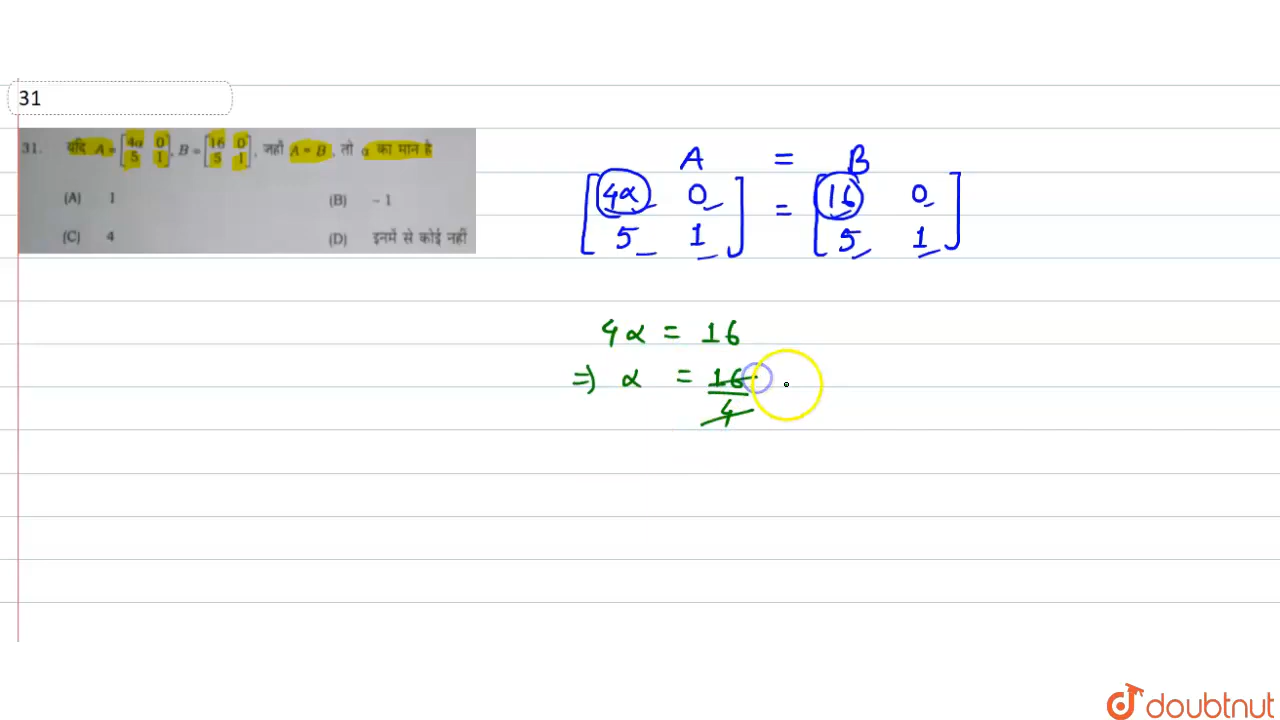 31
31. यदि A = [4α 0 5 1], B = [16 0 5 1], जहाँ A = B, तो α का मान है
(A) 1 (B) – 1
(C) 4 (D) इनमें से कोई नहीं
A = B
[4α 0 = [16 0
5 1] 5 1]
4α = 16
⇒ α = 16/4
doubtnut